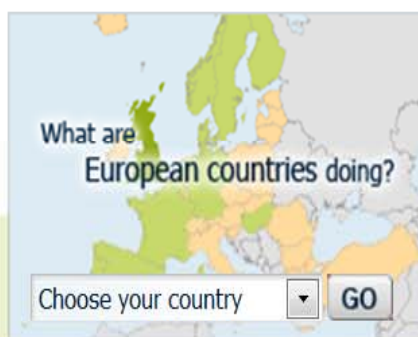 What are
European countries doing?
Choose your country
GO